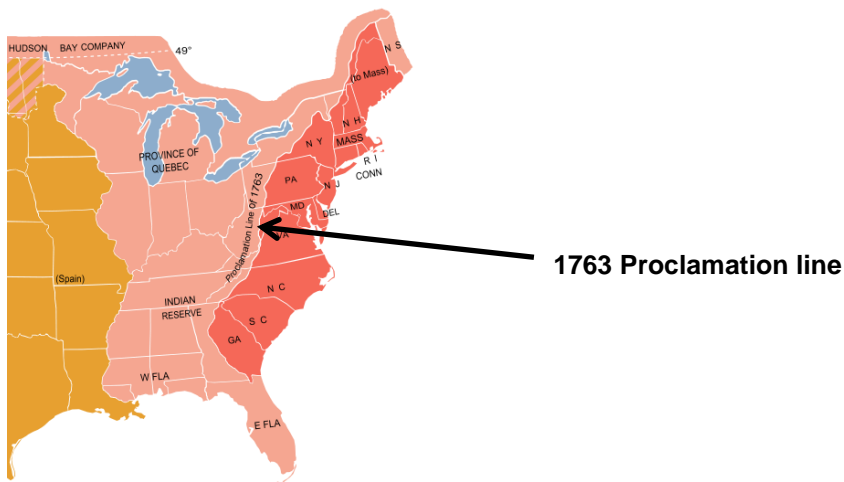 HUDSON BAY COMPANY
49°
N S
(to Mass)
N H
N Y
MASS
R I
CONN
PROVINCE OF
QUEBEC
PA
N J
MD
DEL
VA
Proclamation Line of 1763
1763 Proclamation line
(Spain)
N C
INDIAN
RESERVE
S C
GA
W FLA
E FLA